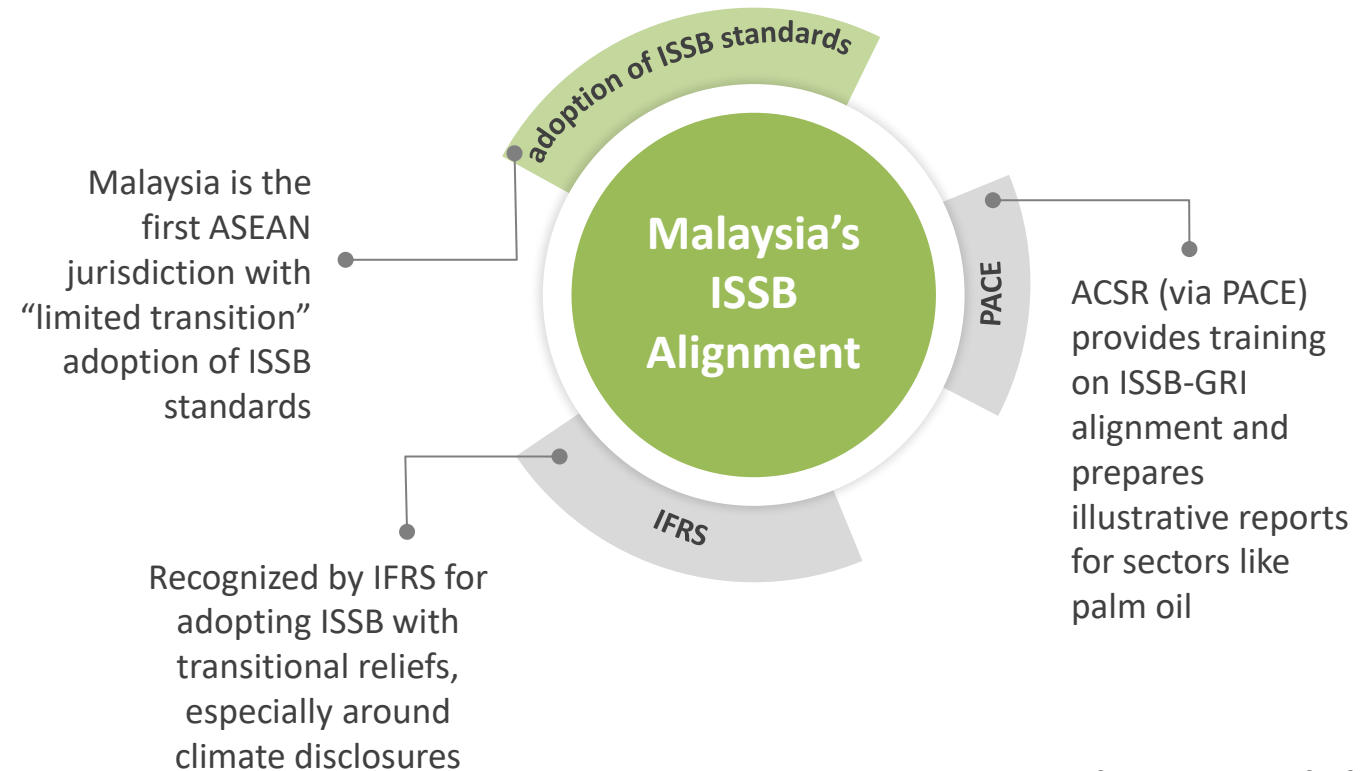 adoption of ISSB standards
Malaysia is the
first ASEAN
jurisdiction with
“limited transition”
adoption of ISSB
standards
Malaysia’s
ISSB
Alignment
PACE
ACSR (via PACE)
provides training
on ISSB-GRI
alignment and
prepares
illustrative reports
for sectors like
palm oil
IFRS
Recognized by IFRS for
adopting ISSB with
transitional reliefs,
especially around
climate disclosures